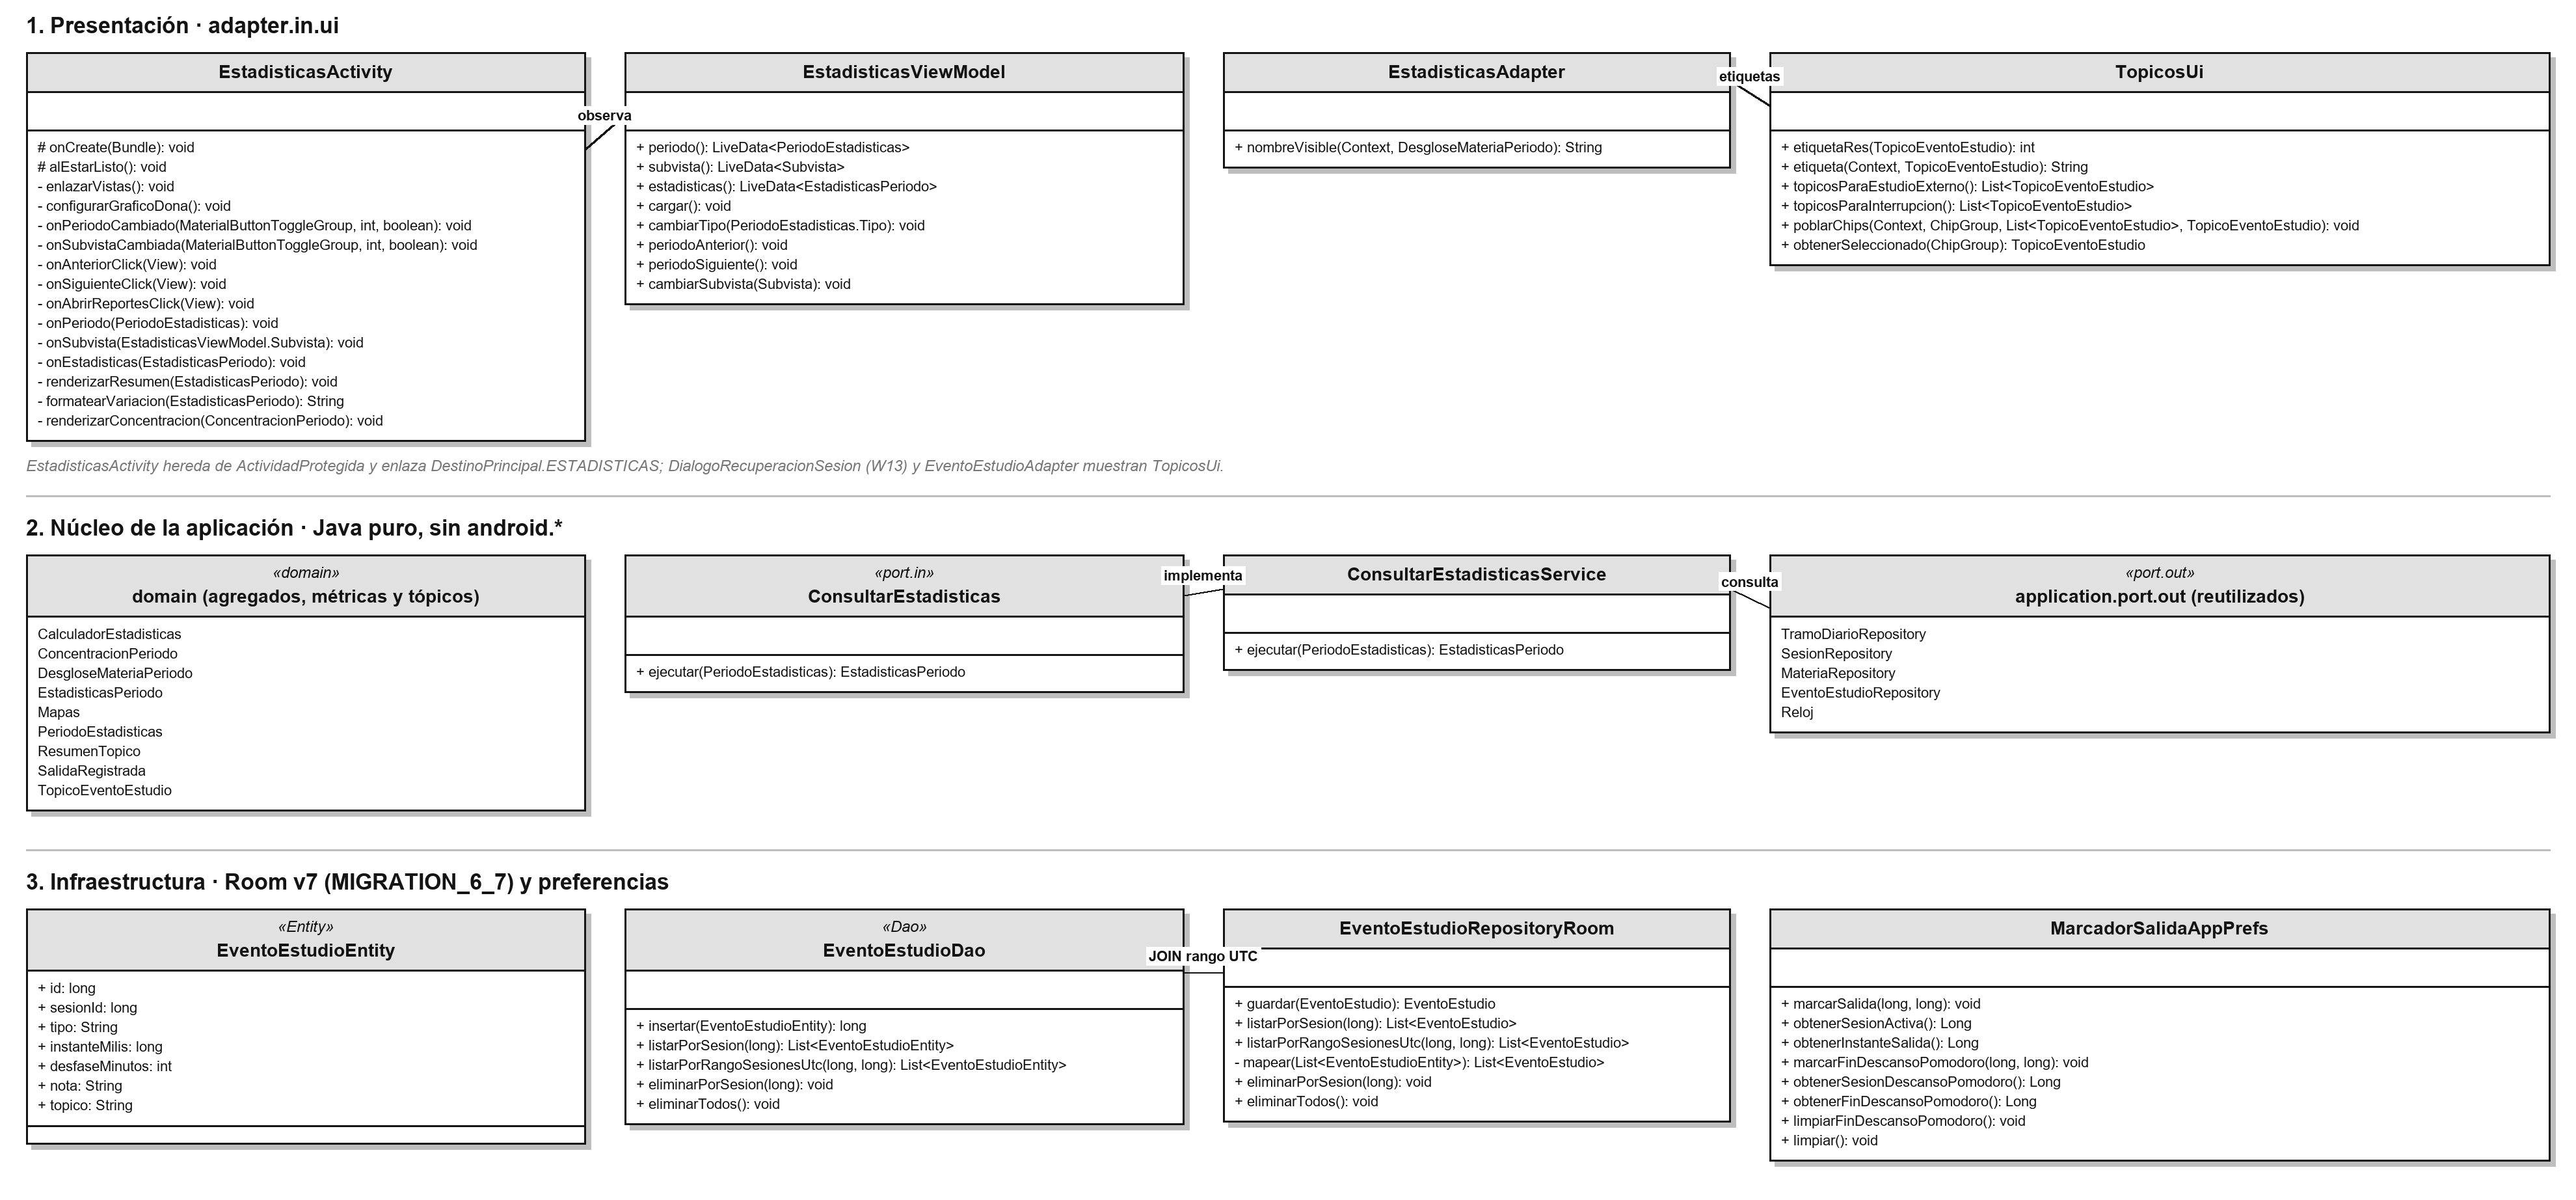 1. Presentación · adapter.in.ui
EstadisticasActivity
# onCreate(Bundle): void
# alEstarListo(): void
- enlazarVistas(): void
- configurarGraficoDona(): void
- onPeriodoCambiado(MaterialButtonToggleGroup, int, boolean): void
- onSubvistaCambiada(MaterialButtonToggleGroup, int, boolean): void
- onAnteriorClick(View): void
- onSiguienteClick(View): void
- onAbrirReportesClick(View): void
- onPeriodo(PeriodoEstadisticas): void
- onSubvista(EstadisticasViewModel.Subvista): void
- onEstadisticas(EstadisticasPeriodo): void
- renderizarResumen(EstadisticasPeriodo): void
- formatearVariacion(EstadisticasPeriodo): String
- renderizarConcentracion(ConcentracionPeriodo): void
observa
EstadisticasViewModel
+ periodo(): LiveData<PeriodoEstadisticas>
+ subvista(): LiveData<Subvista>
+ estadisticas(): LiveData<EstadisticasPeriodo>
+ cargar(): void
+ cambiarTipo(PeriodoEstadisticas.Tipo): void
+ periodoAnterior(): void
+ periodoSiguiente(): void
+ cambiarSubvista(Subvista): void
EstadisticasAdapter
+ nombreVisible(Context, DesgloseMateriaPeriodo): String
etiquetas
TopicosUi
+ etiquetaRes(TopicoEventoEstudio): int
+ etiqueta(Context, TopicoEventoEstudio): String
+ topicosParaEstudioExterno(): List<TopicoEventoEstudio>
+ topicosParaInterrupcion(): List<TopicoEventoEstudio>
+ poblarChips(Context, ChipGroup, List<TopicoEventoEstudio>, TopicoEventoEstudio): void
+ obtenerSeleccionado(ChipGroup): TopicoEventoEstudio
EstadisticasActivity hereda de ActividadProtegida y enlaza DestinoPrincipal.ESTADISTICAS; DialogoRecuperacionSesion (W13) y EventoEstudioAdapter muestran TopicosUi.
2. Núcleo de la aplicación · Java puro, sin android.*
«domain»
domain (agregados, métricas y tópicos)
CalculadorEstadisticas
ConcentracionPeriodo
DesgloseMateriaPeriodo
EstadisticasPeriodo
Mapas
PeriodoEstadisticas
ResumenTopico
SalidaRegistrada
TopicoEventoEstudio
«port.in»
ConsultarEstadisticas
+ ejecutar(PeriodoEstadisticas): EstadisticasPeriodo
implementa
ConsultarEstadisticasService
+ ejecutar(PeriodoEstadisticas): EstadisticasPeriodo
consulta
«port.out»
application.port.out (reutilizados)
TramoDiarioRepository
SesionRepository
MateriaRepository
EventoEstudioRepository
Reloj
3. Infraestructura · Room v7 (MIGRATION_6_7) y preferencias
«Entity»
EventoEstudioEntity
+ id: long
+ sesionId: long
+ tipo: String
+ instanteMilis: long
+ desfaseMinutos: int
+ nota: String
+ topico: String
«Dao»
EventoEstudioDao
+ insertar(EventoEstudioEntity): long
+ listarPorSesion(long): List<EventoEstudioEntity>
+ listarPorRangoSesionesUtc(long, long): List<EventoEstudioEntity>
+ eliminarPorSesion(long): void
+ eliminarTodos(): void
JOIN rango UTC
EventoEstudioRepositoryRoom
+ guardar(EventoEstudio): EventoEstudio
+ listarPorSesion(long): List<EventoEstudio>
+ listarPorRangoSesionesUtc(long, long): List<EventoEstudio>
- mapear(List<EventoEstudioEntity>): List<EventoEstudio>
+ eliminarPorSesion(long): void
+ eliminarTodos(): void
MarcadorSalidaAppPrefs
+ marcarSalida(long, long): void
+ obtenerSesionActiva(): Long
+ obtenerInstanteSalida(): Long
+ marcarFinDescansoPomodoro(long, long): void
+ obtenerSesionDescansoPomodoro(): Long
+ obtenerFinDescansoPomodoro(): Long
+ limpiarFinDescansoPomodoro(): void
+ limpiar(): void